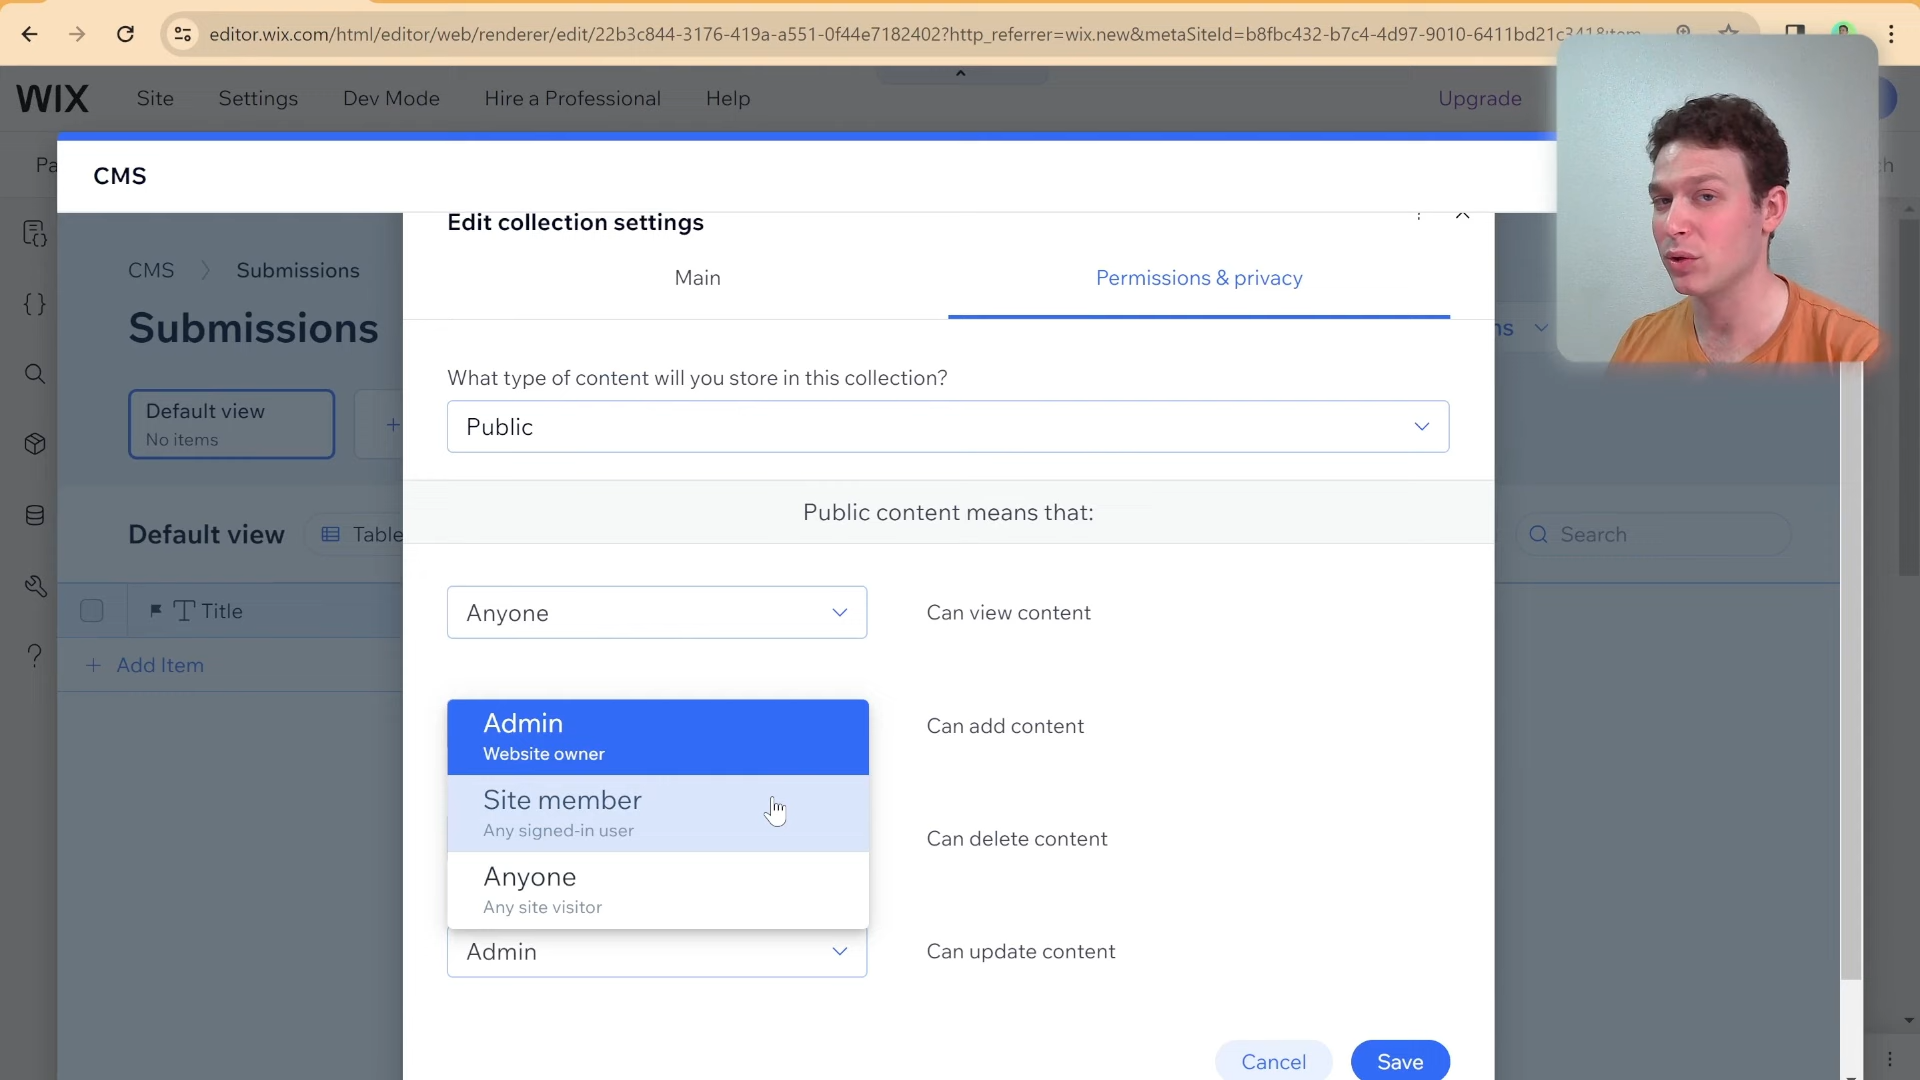 editor.wix.com/html/editor/web/renderer/edit/22b3c844-3176-419a-a551-0f44e7182402?http_referrer=wix.new&metaSiteId=b8fbc432-b7c4-4d97-9010-6411bd21c341&item
WIX Site Settings Dev Mode Hire a Professional Help Upgrade
CMS
Edit collection settings
CMS Submissions
Main Permissions & privacy
Submissions
What type of content will you store in this collection?
Public
Default view
No items
Public content means that:
Default view Table Search
Anyone Can view content
Title
Add Item
Admin
Website owner
Can add content
Site member
Any signed-in user
Can delete content
Anyone
Any site visitor
Admin Can update content
Cancel Save